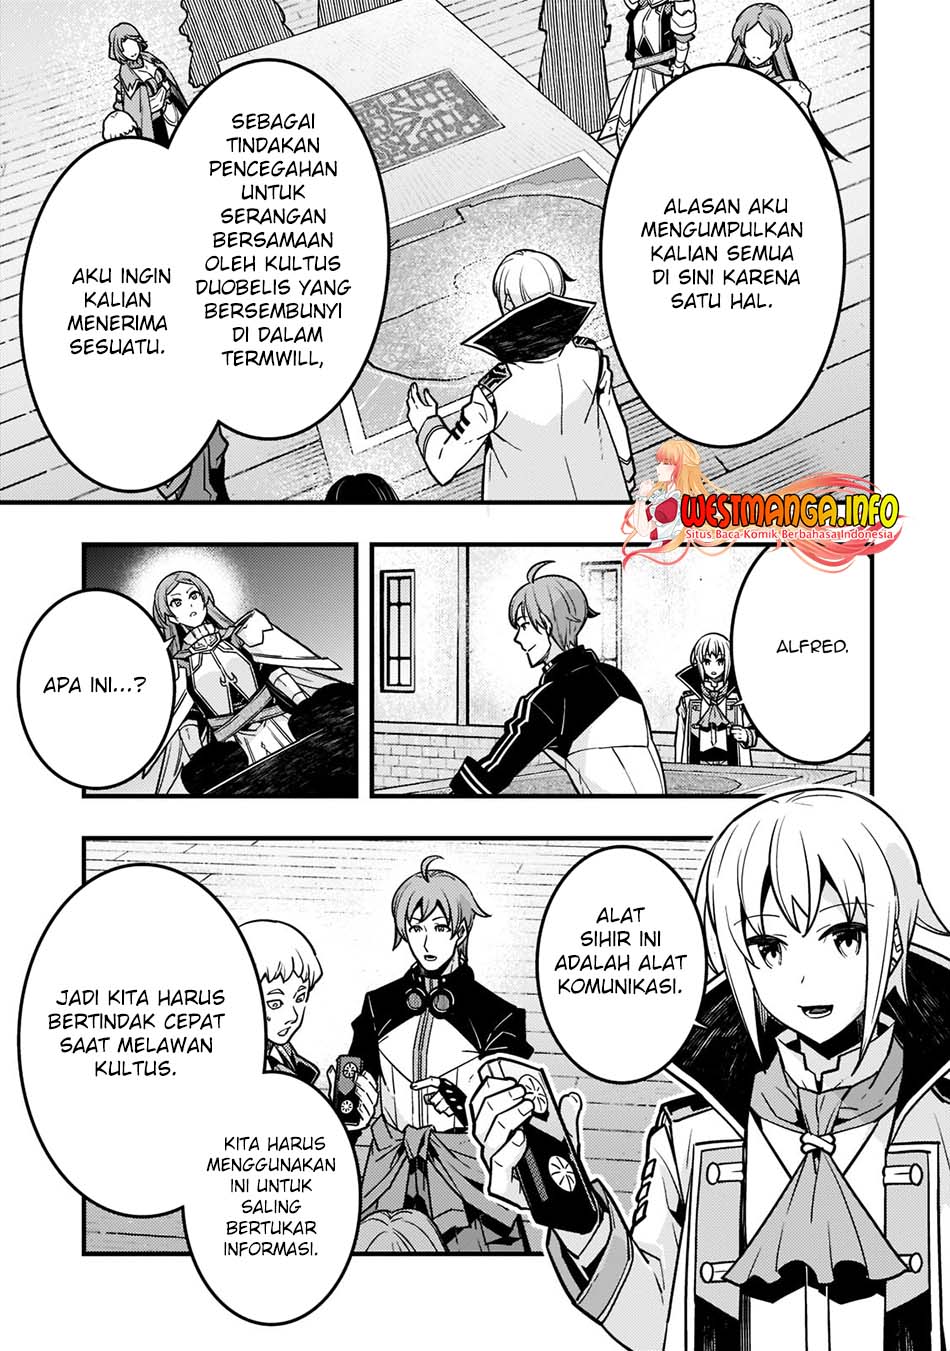 ALASAN AKU
MENGUMPULKAN
KALIAN SEMUA
DI SINI KARENA
SATU HAL.
SEBAGAI
TINDAKAN
PENCEGAHAN
UNTUK
SERANGAN
BERSAMAAN
OLEH KULTUS
DUOBELIS YANG
BERSEMBUNYI
DI DALAM
TERMWILL,
AKU INGIN
KALIAN
MENERIMA
SESUATU.
WESTMANGA.INFO
Situs Baca Komik Berbahasa Indonesia
ALFRED.
APA INI...?
ALAT
SIHIR INI
ADALAH ALAT
KOMUNIKASI.
JADI KITA HARUS
BERTINDAK CEPAT
SAAT MELAWAN
KULTUS.
KITA HARUS
MENGGUNAKAN
INI UNTUK
SALING
BERTUKAR
INFORMASI.